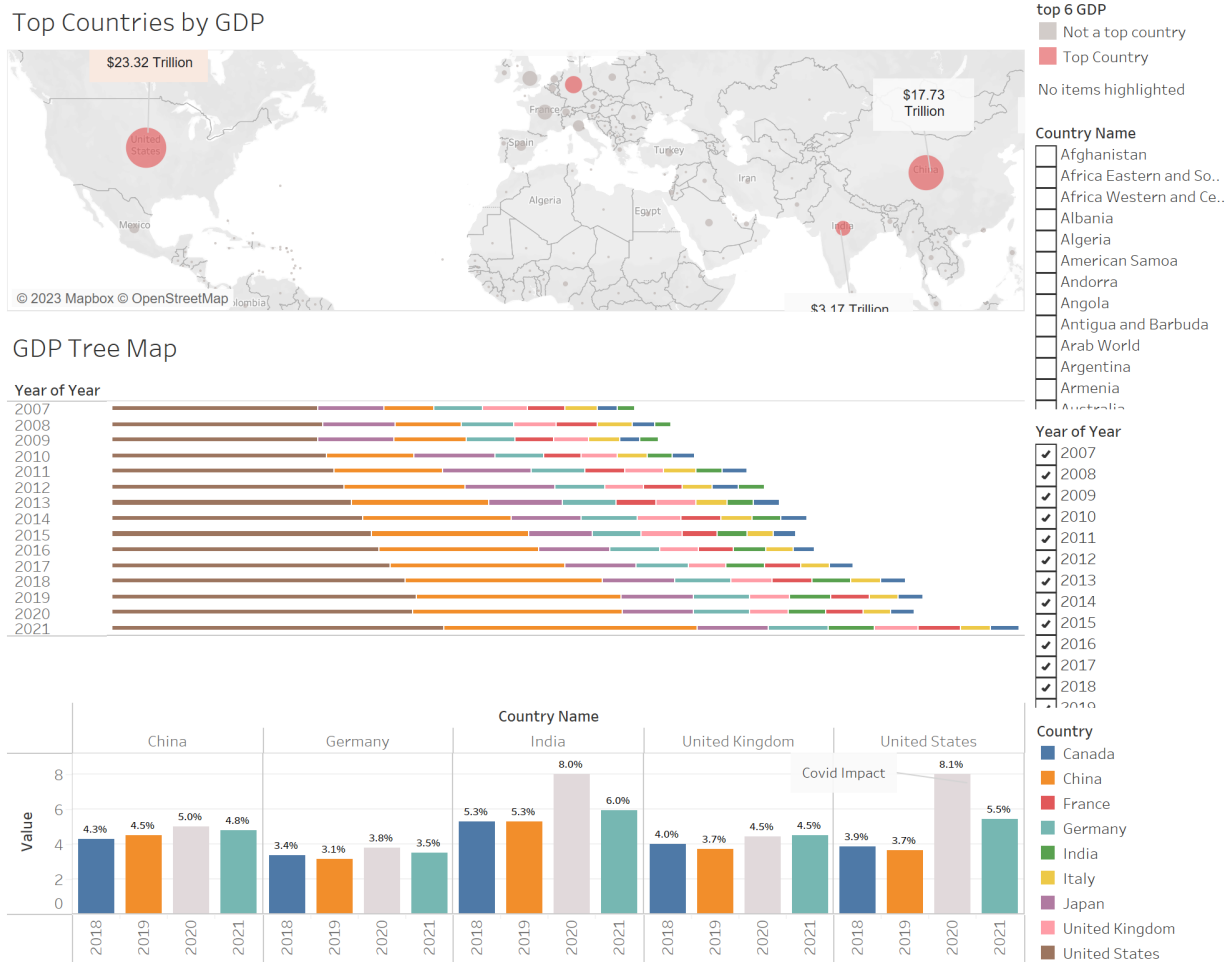 Top Countries by GDP
$23.32 Trillion
$17.73
Trillion
United
States
France
Spain
Turkey
China
Iran
Algeria
Egypt
India
Mexico
© 2023 Mapbox © OpenStreetMap
lombia
$3.17 Trillion
top 6 GDP
Not a top country
Top Country
No items highlighted
Country Name
Afghanistan
Africa Eastern and So..
Africa Western and Ce..
Albania
Algeria
American Samoa
Andorra
Angola
Antigua and Barbuda
Arab World
Argentina
Armenia
Australia
GDP Tree Map
Year of Year
2007
2008
2009
2010
2011
2012
2013
2014
2015
2016
2017
2018
2019
2020
2021
Year of Year
2007
2008
2009
2010
2011
2012
2013
2014
2015
2016
2017
2018
2019
Country Name
China
Germany
India
United Kingdom
United States
Value
8
6
4
2
0
4.3%
4.5%
5.0%
4.8%
3.4%
3.1%
3.8%
3.5%
5.3%
5.3%
8.0%
6.0%
4.0%
3.7%
4.5%
4.5%
3.9%
3.7%
8.1%
5.5%
Covid Impact
2018
2019
2020
2021
2018
2019
2020
2021
2018
2019
2020
2021
2018
2019
2020
2021
2018
2019
2020
2021
Country
Canada
China
France
Germany
India
Italy
Japan
United Kingdom
United States